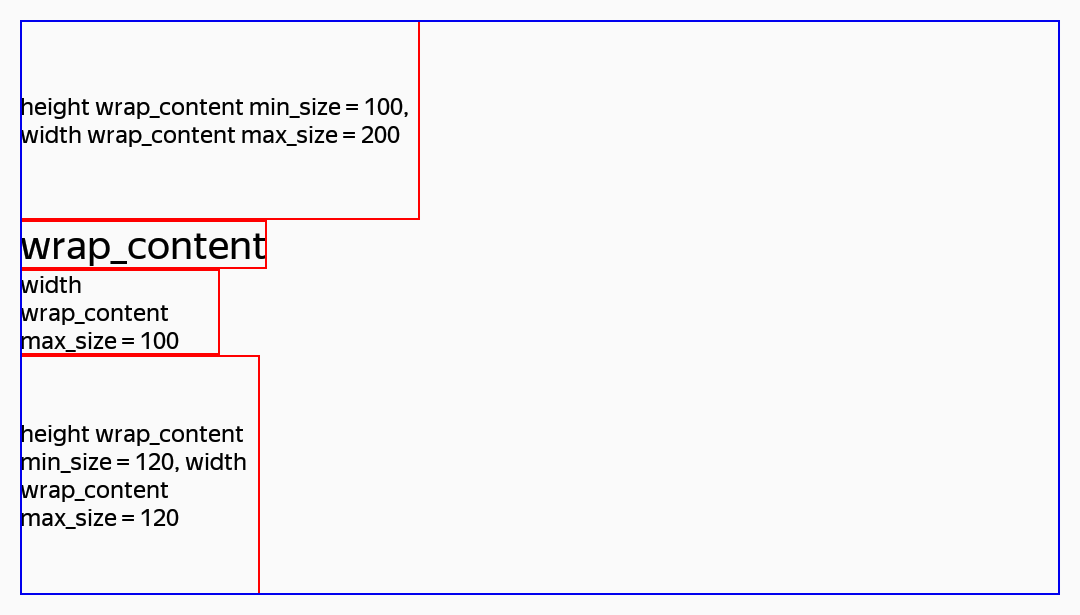 height wrap_content min_size = 100,
width wrap_content max_size = 200
wrap_content
width
wrap_content
max_size = 100
height wrap_content
min_size = 120, width
wrap_content
max_size = 120